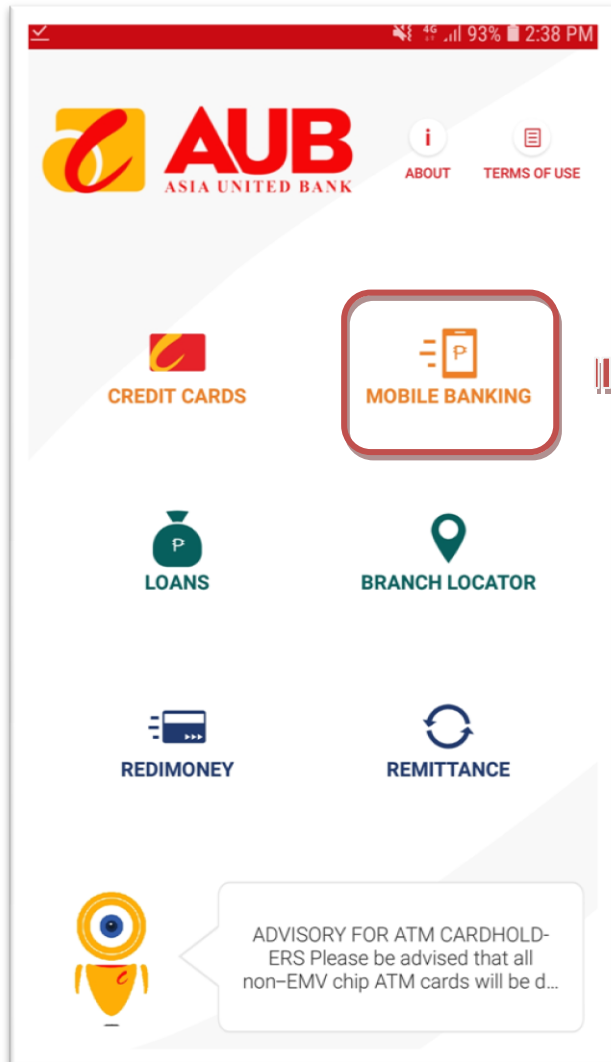 4G 93% 2:38 PM
AUB
ASIA UNITED BANK
i
ABOUT TERMS OF USE
CREDIT CARDS
₱
MOBILE BANKING
₱
LOANS
BRANCH LOCATOR
REDIMONEY
REMITTANCE
ADVISORY FOR ATM CARDHOLD-
ERS Please be advised that all
non-EMV chip ATM cards will be d...